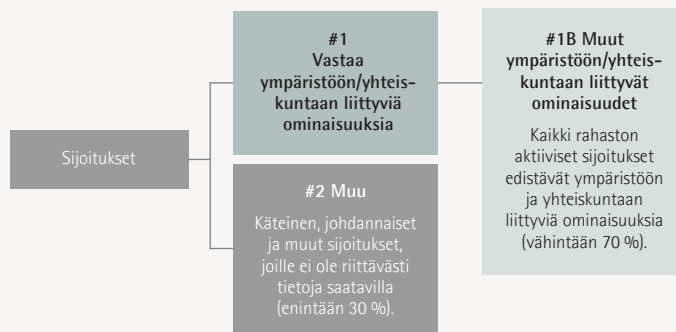 Sijoitukset
#1
Vastaa
ympäristöön/yhteis-
kuntaan liittyviä
ominaisuuksia
#2 Muu
Käteinen, johdannaiset
ja muut sijoitukset,
joille ei ole riittävästi
tietoja saatavilla
(enintään 30 %).
#1B Muut
ympäristöön/yhteis-
kuntaan liittyvät
ominaisuudet
Kaikki rahaston
aktiiviset sijoitukset
edistävät ympäristöön
ja yhteiskuntaan
liittyviä ominaisuuksia
(vähintään 70 %).